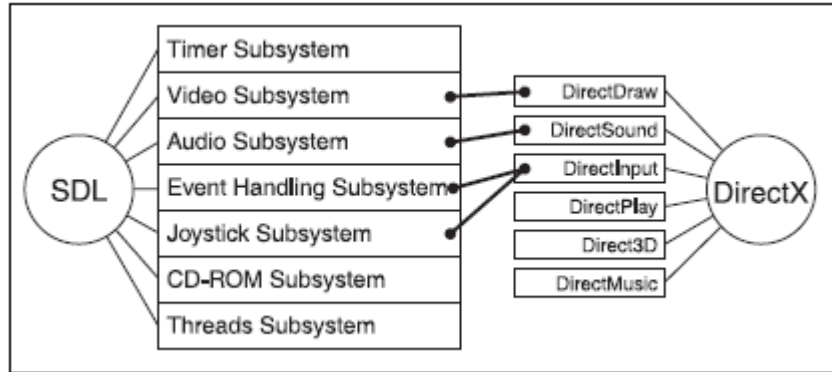 SDL
Timer Subsystem
Video Subsystem
Audio Subsystem
Event Handling Subsystem
Joystick Subsystem
CD-ROM Subsystem
Threads Subsystem
DirectDraw
DirectSound
DirectInput
DirectPlay
Direct3D
DirectMusic
DirectX